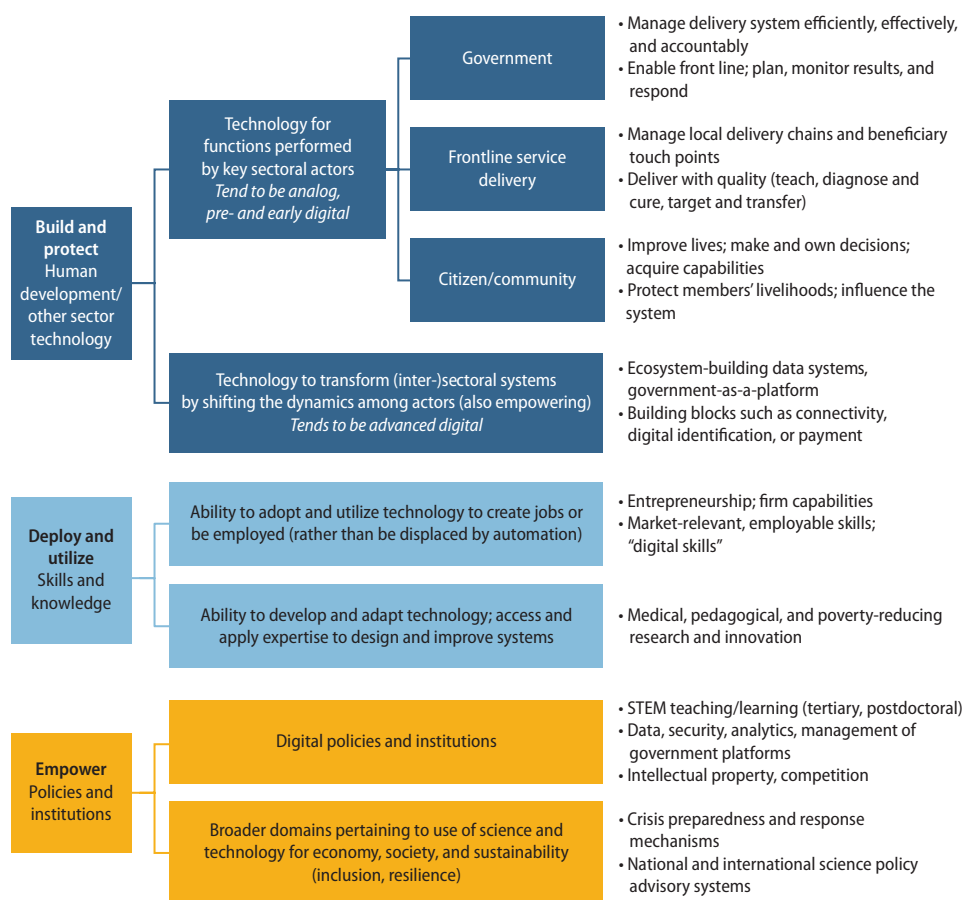 Build and
protect
Human
development/
other sector
technology
Technology for
functions performed
by key sectoral actors
Tend to be analog,
pre- and early digital
Government
• Manage delivery system efficiently, effectively,
and accountably
• Enable front line; plan, monitor results, and
respond
Frontline service
delivery
• Manage local delivery chains and beneficiary
touch points
• Deliver with quality (teach, diagnose and
cure, target and transfer)
Citizen/community
• Improve lives; make and own decisions;
acquire capabilities
• Protect members’ livelihoods; influence the
system
Technology to transform (inter-)sectoral systems
by shifting the dynamics among actors (also empowering)
Tends to be advanced digital
• Ecosystem-building data systems,
government-as-a-platform
• Building blocks such as connectivity,
digital identification, or payment
Deploy and
utilize
Skills and
knowledge
Ability to adopt and utilize technology to create jobs or
be employed (rather than be displaced by automation)
• Entrepreneurship; firm capabilities
• Market-relevant, employable skills;
“digital skills”
Ability to develop and adapt technology; access and
apply expertise to design and improve systems
• Medical, pedagogical, and poverty-reducing
research and innovation
Empower
Policies and
institutions
Digital policies and institutions
• STEM teaching/learning (tertiary, postdoctoral)
• Data, security, analytics, management of
government platforms
• Intellectual property, competition
Broader domains pertaining to use of science and
technology for economy, society, and sustainability
(inclusion, resilience)
• Crisis preparedness and response
mechanisms
• National and international science policy
advisory systems